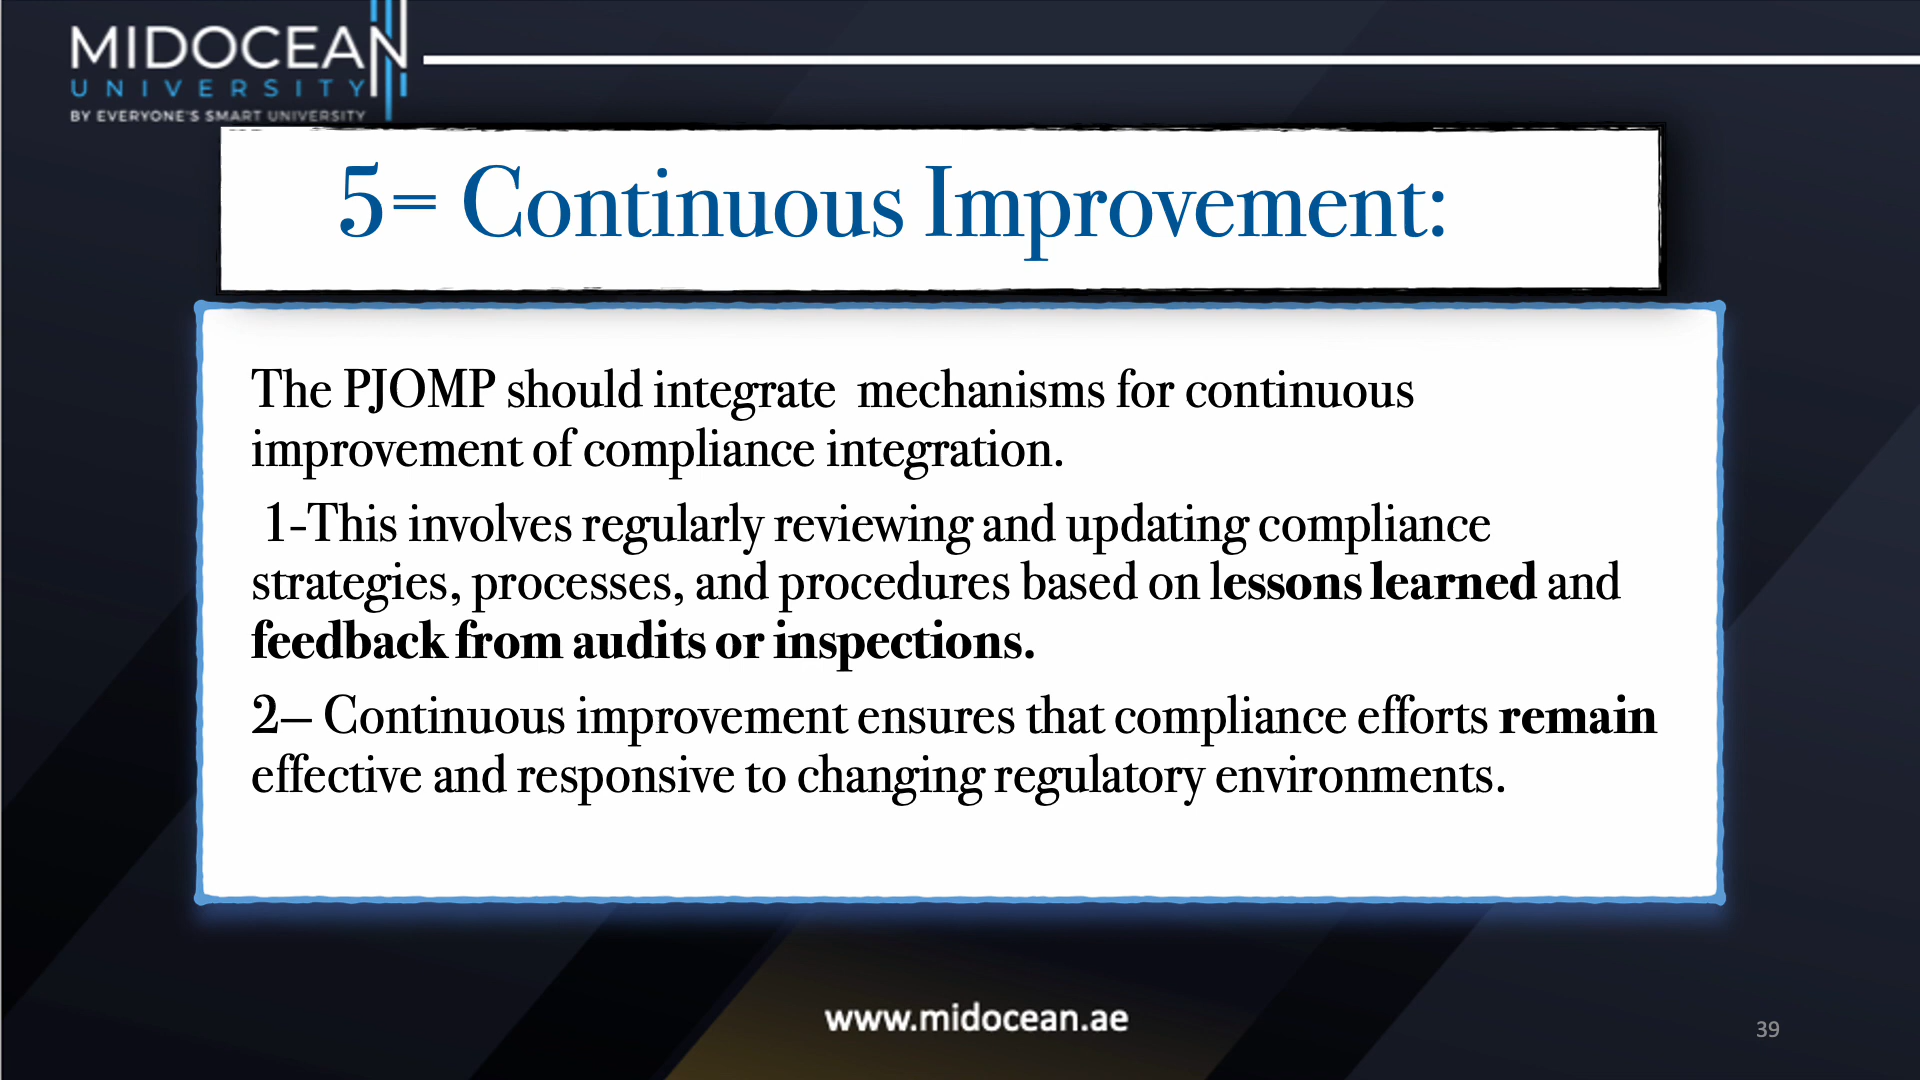 MIDOCEAN
UNIVERSITY
BY EVERYONE'S SMART UNIVERSITY
5= Continuous Improvement:
The PJOMP should integrate  mechanisms for continuous
improvement of compliance integration.
1-This involves regularly reviewing and updating compliance
strategies, processes, and procedures based on lessons learned and
feedback from audits or inspections.
2– Continuous improvement ensures that compliance efforts remain
effective and responsive to changing regulatory environments.
www.midocean.ae
39